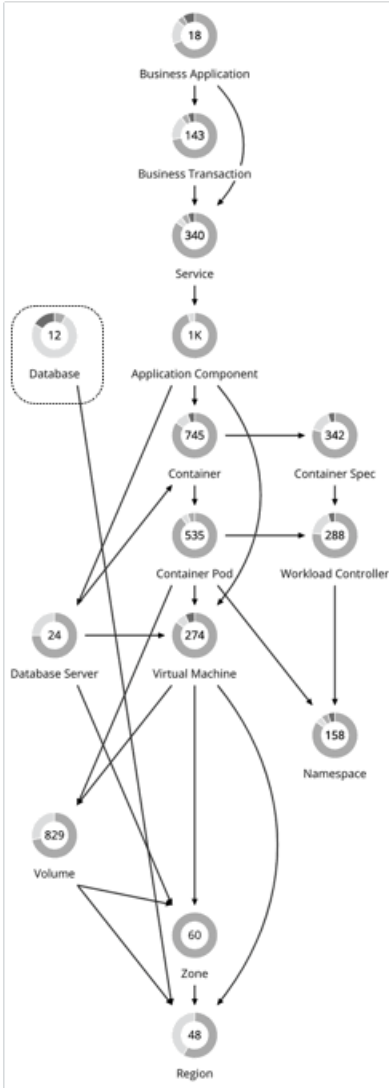 18
Business Application
143
Business Transaction
340
Service
12
Database
1K
Application Component
745
Container
342
Container Spec
535
Container Pod
288
Workload Controller
24
Database Server
274
Virtual Machine
158
Namespace
829
Volume
60
Zone
48
Region